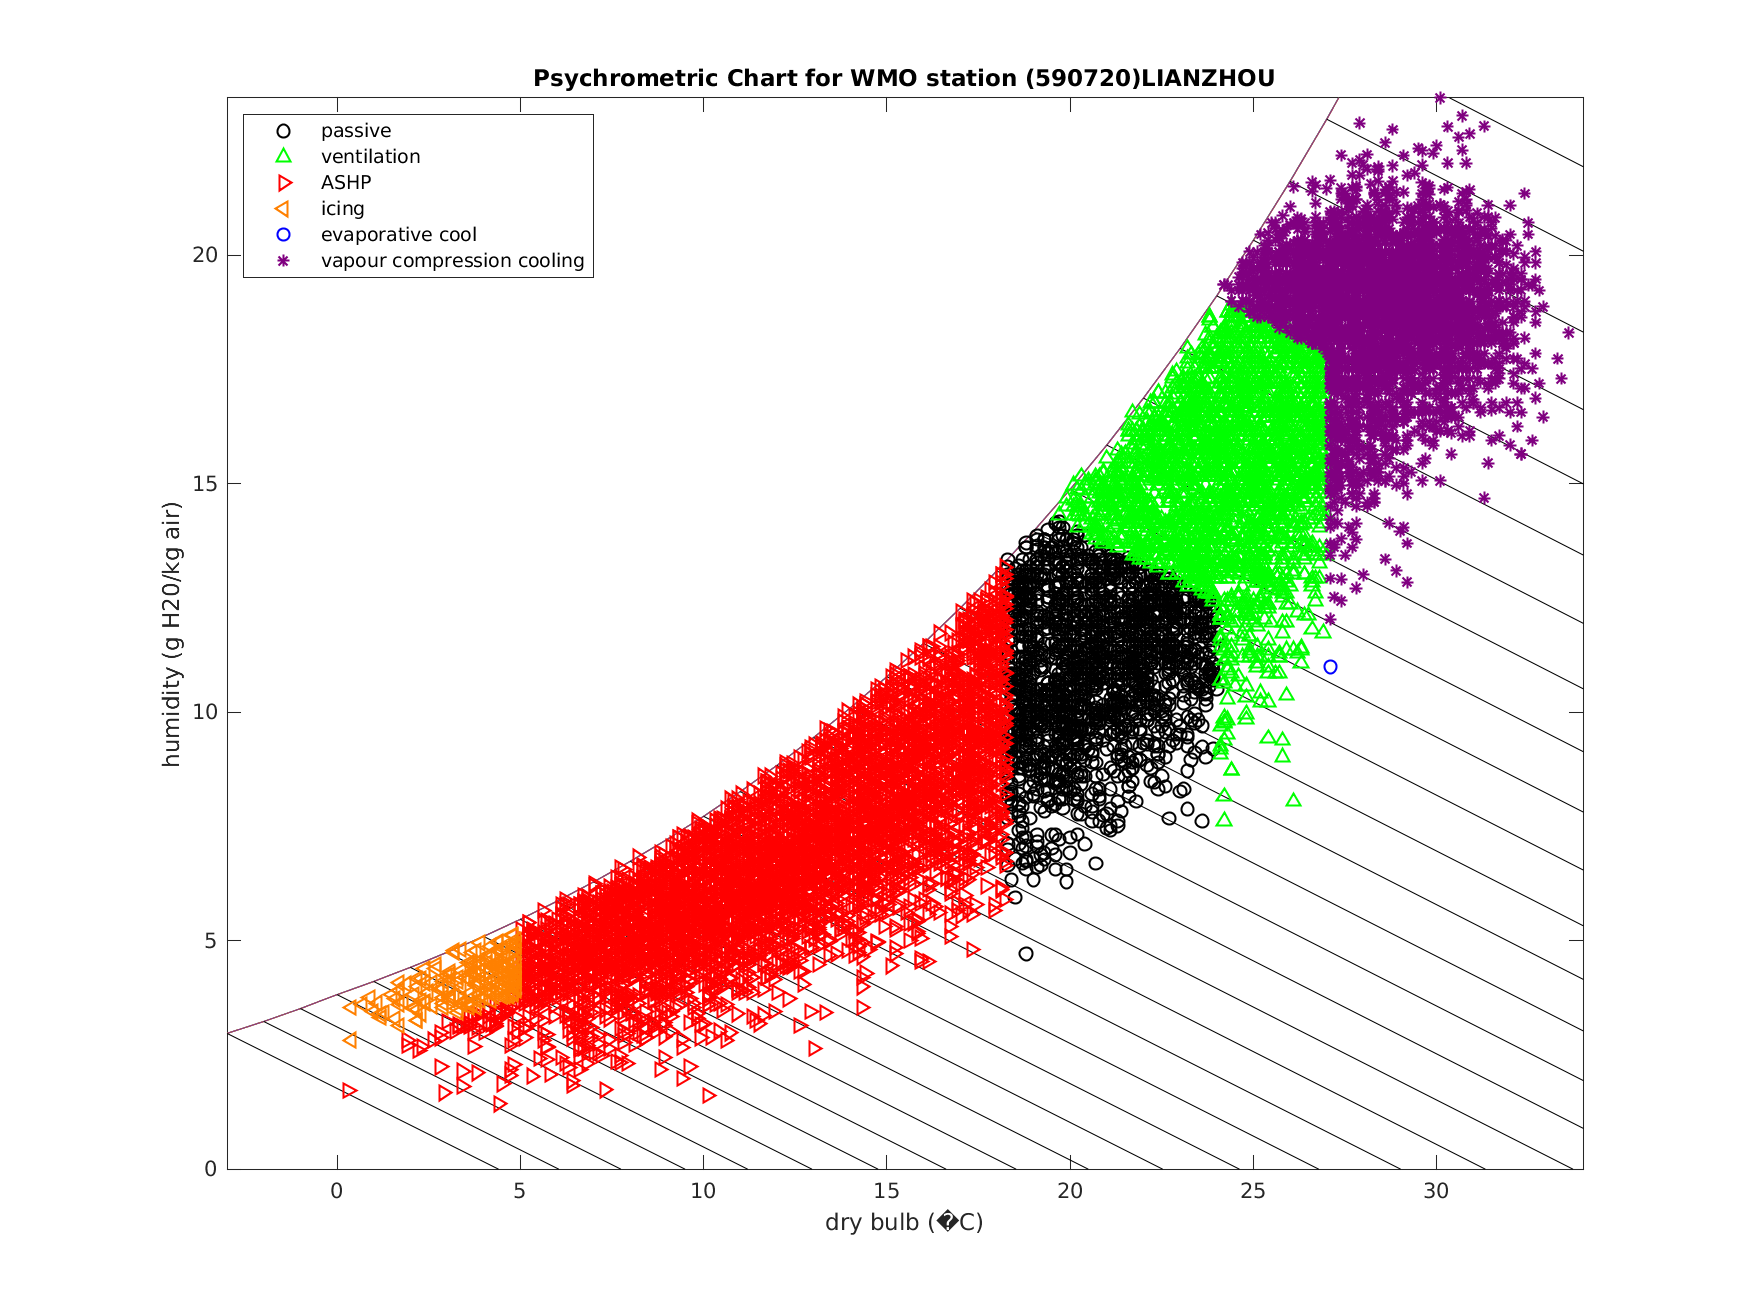 Psychrometric Chart for WMO station (590720)LIANZHOU
passive
ventilation
ASHP
icing
evaporative cool
vapour compression cooling
humidity (g H20/kg air)
20
15
10
5
0
0 5 10 15 20 25 30
dry bulb (�C)